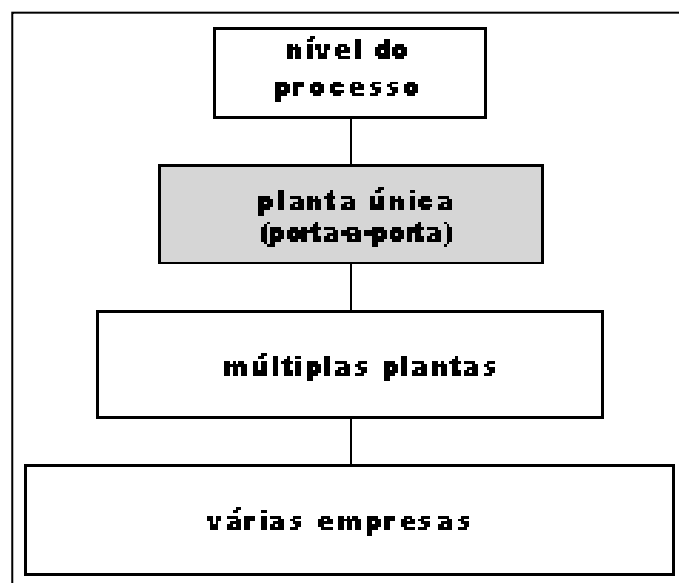 nível do
processo
planta única
(porta-a-porta)
múltiplas plantas
várias empresas